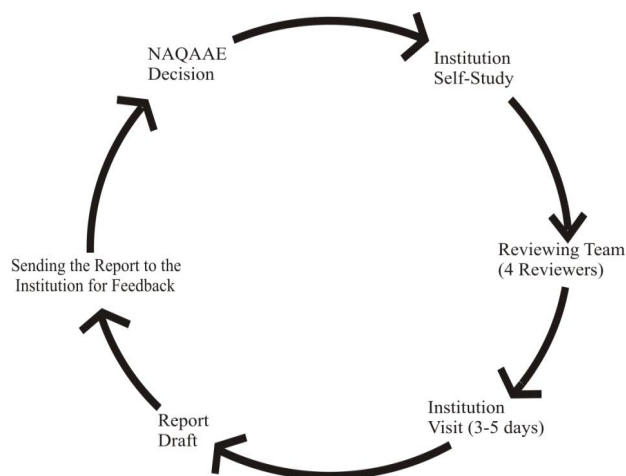 NAQAAE
Decision
Institution
Self-Study
Reviewing Team
(4 Reviewers)
Institution
Visit (3-5 days)
Report
Draft
Sending the Report to the
Institution for Feedback